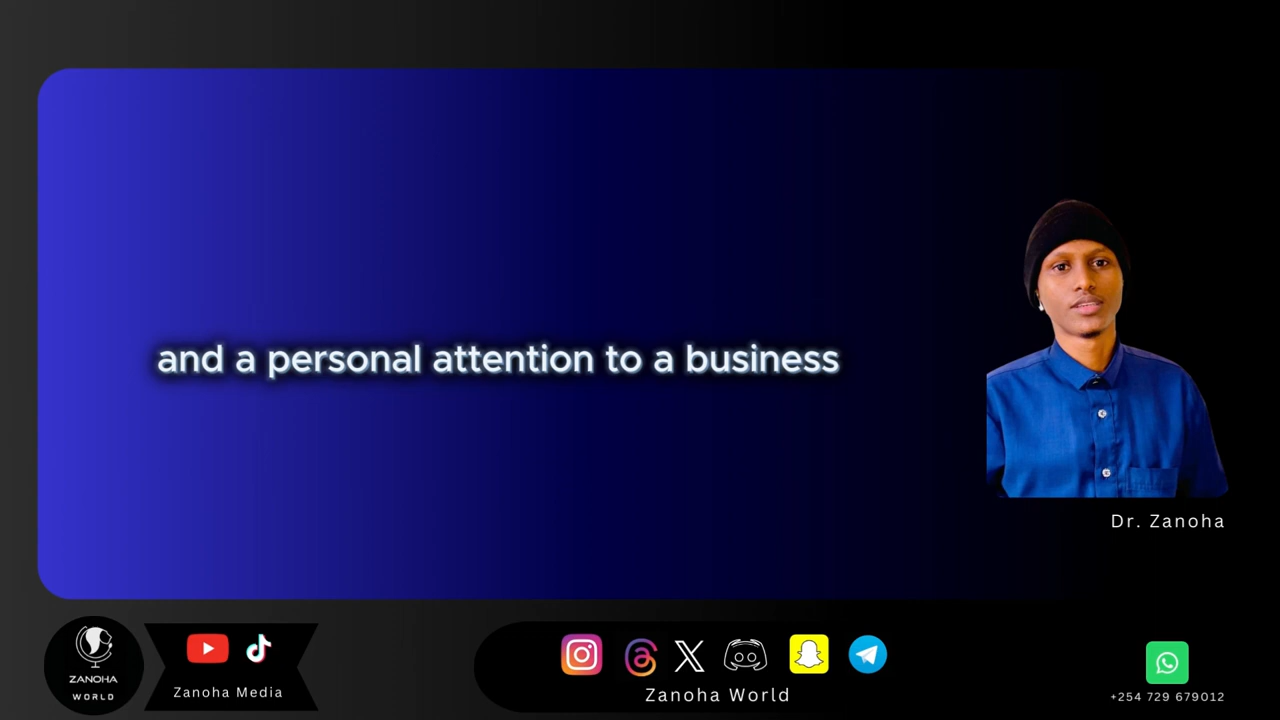 and a personal attention to a business
Dr. Zanoha
ZANOHA
WORLD
Zanoha Media
Zanoha World
+254 729 679012